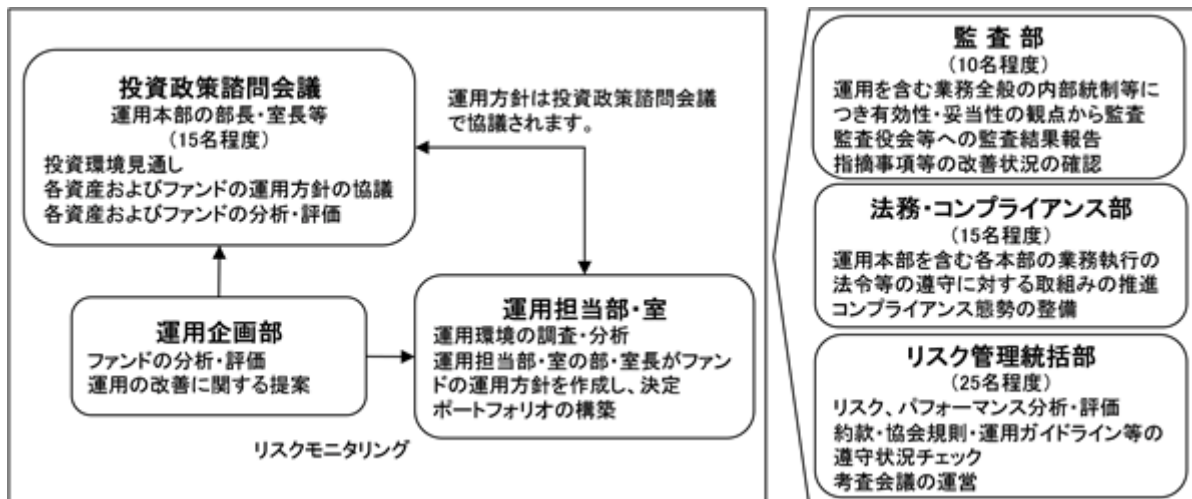 投資政策諮問会議
運用本部の部長・室長等
(15名程度)
投資環境見通し
各資産およびファンドの運用方針の協議
各資産およびファンドの分析・評価
運用方針は投資政策諮問会議
で協議されます。
運用企画部
ファンドの分析・評価
運用の改善に関する提案
運用担当部・室
運用環境の調査・分析
運用担当部・室の部・室長がファン
ドの運用方針を作成し、決定
ポートフォリオの構築
リスクモニタリング
監査部
(10名程度)
運用を含む業務全般の内部統制等に
つき有効性・妥当性の観点から監査
監査役会等への監査結果報告
指摘事項等の改善状況の確認
法務・コンプライアンス部
(15名程度)
運用本部を含む各本部の業務執行の
法令等の遵守に対する取組みの推進
コンプライアンス態勢の整備
リスク管理統括部
(25名程度)
リスク、パフォーマンス分析・評価
約款・協会規則・運用ガイドライン等の
遵守状況チェック
考査会議の運営